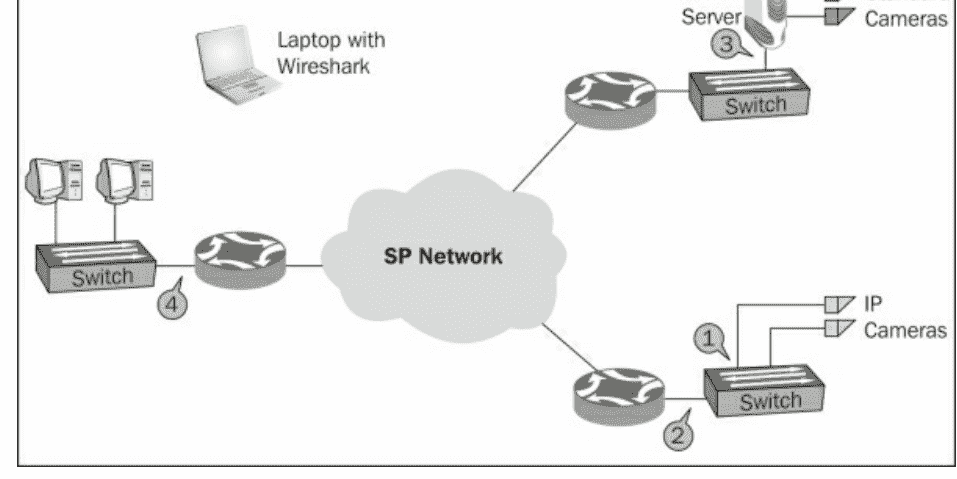 Server
Cameras
3
Laptop with
Wireshark
Switch
SP Network
Switch
4
IP
1
Cameras
Switch
2